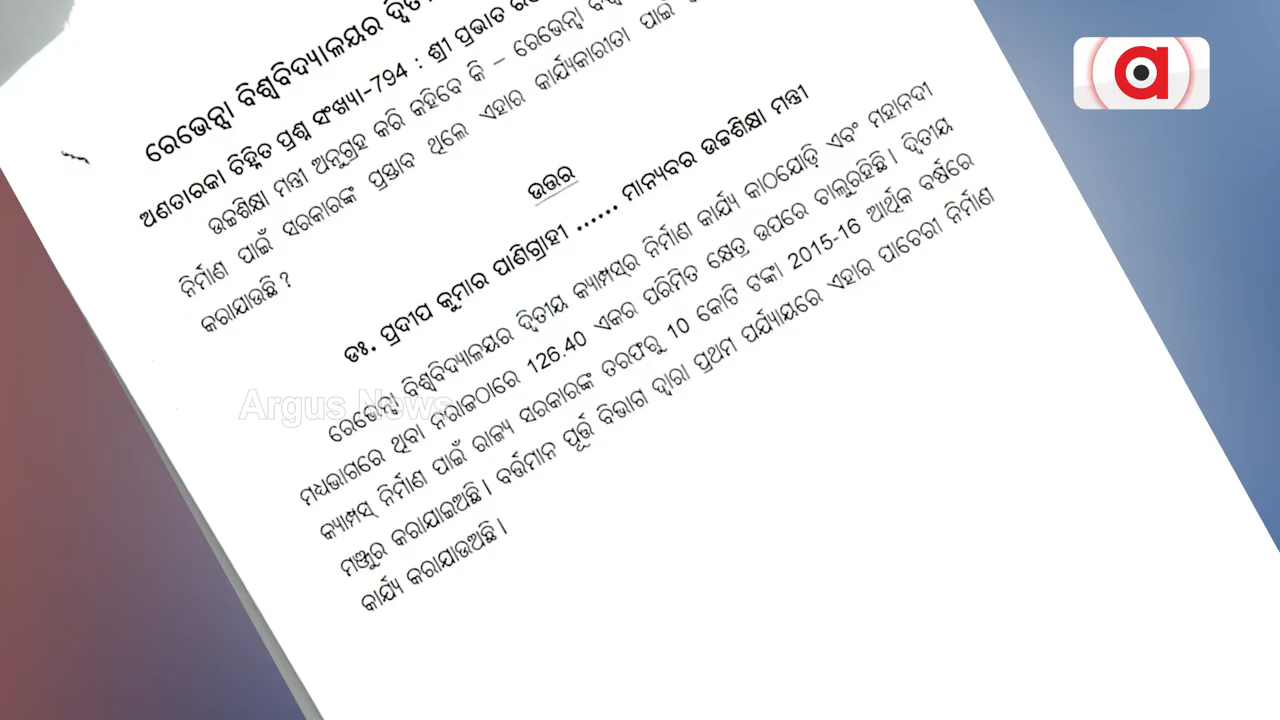 ରେଭେନ୍ସା ବିଶ୍ୱବିଦ୍ୟାଳୟର
ଅଣତାରକା ଚିହ୍ନିତ ପ୍ରଶ୍ନ ସଂଖ୍ୟା-794 : ଶ୍ରୀ ପ୍ରଭାତ
ଉଚ୍ଚଶିକ୍ଷା ମନ୍ତ୍ରୀ ଅନୁଗ୍ରହ କରି କହିବେ କି – ରେଭେନ୍ସା
ନିର୍ମାଣ ପାଇଁ ସରକାରଙ୍କ ପ୍ରସ୍ତାବ ଥିଲେ ଏହାର କାର୍ଯ୍ୟକାରୀତା ପାଇଁ
କରାଯାଉଛି ?
ଉତ୍ତର
ଡଃ. ପ୍ରଦୀପ କୁମାର ପାଣିଗ୍ରାହୀ ...... ମାନ୍ୟବର ଉଚ୍ଚଶିକ୍ଷା ମନ୍ତ୍ରୀ
ରେଭେନ୍ସା ବିଶ୍ୱବିଦ୍ୟାଳୟର ଦ୍ୱିତୀୟ କ୍ୟାମ୍ପସ୍‌ର ନିର୍ମାଣ କାର୍ଯ୍ୟ କାଠଯୋଡ଼ି ଏବଂ ମହାନଦୀ
ମଧ୍ୟଭାଗରେ ଥିବା ନରାଜଠାରେ 126.40 ଏକର ପରିମିତ କ୍ଷେତ୍ର ଉପରେ ଚାଲୁରହିଛି । ଦ୍ୱିତୀୟ
କ୍ୟାମ୍ପସ୍ ନିର୍ମାଣ ପାଇଁ ରାଜ୍ୟ ସରକାରଙ୍କ ତରଫରୁ 10 କୋଟି ଟଙ୍କା 2015-16 ଆର୍ଥିକ ବର୍ଷରେ
ମଞ୍ଜୁର କରାଯାଇଅଛି । ବର୍ତ୍ତମାନ ପୂର୍ତ୍ତ ବିଭାଗ ଦ୍ୱାରା ପ୍ରଥମ ପର୍ଯ୍ୟାୟରେ ଏହାର ପାଚେରୀ ନିର୍ମାଣ
କାର୍ଯ୍ୟ କରାଯାଉଅଛି ।
Argus News
a